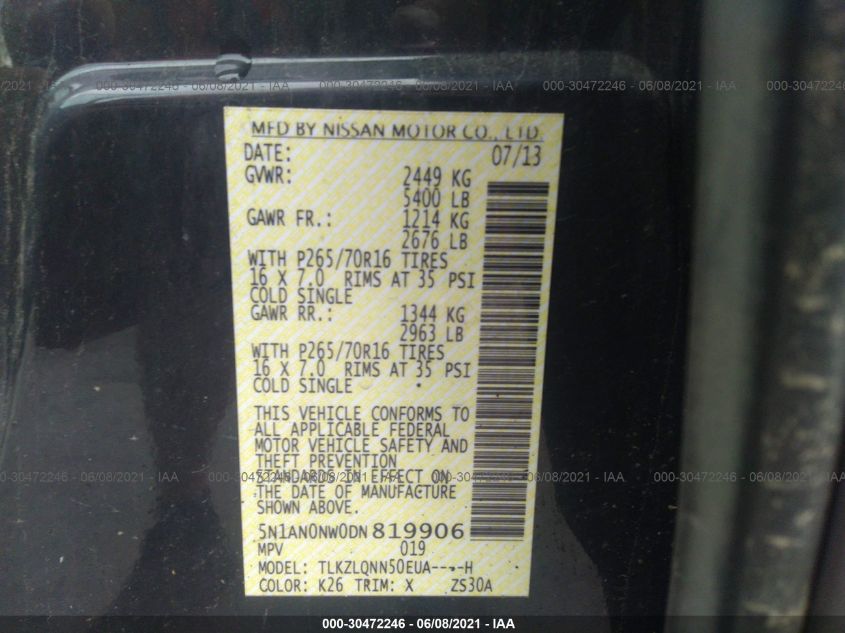 000-30472246 - 06/08/2021 - IAA
MFD BY NISSAN MOTOR CO., LTD.
DATE: 07/13
GVWR: 2449 KG
5400 LB
GAWR FR.: 1214 KG
2676 LB
WITH P265/70R16 TIRES
16 X 7.0 RIMS AT 35 PSI
COLD SINGLE
GAWR RR.: 1344 KG
2963 LB
WITH P265/70R16 TIRES
16 X 7.0 RIMS AT 35 PSI
COLD SINGLE
THIS VEHICLE CONFORMS TO
ALL APPLICABLE FEDERAL
MOTOR VEHICLE SAFETY AND
THEFT PREVENTION
STANDARDS IN EFFECT ON
THE DATE OF MANUFACTURE
SHOWN ABOVE.
5N1AN0NW0DN819906
MPV 019
MODEL: TLKZLQNN50EUA----H
COLOR: K26 TRIM: X ZS30A
000-30472246 - 06/08/2021 - IAA